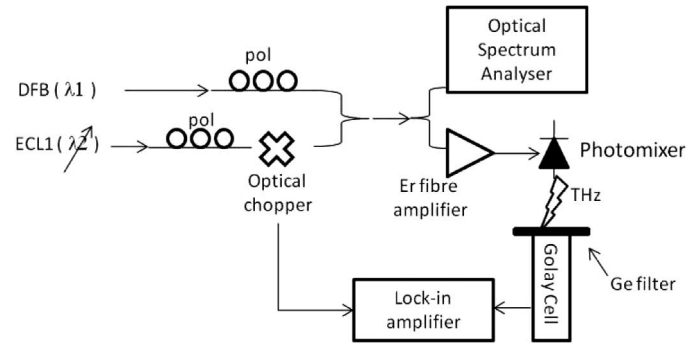 Optical
Spectrum
Analyser
pol
DFB ( λ1 )
pol
ECL1( λ2 )
Optical
chopper
Er fibre
amplifier
Photomixer
THz
Golay Cell
Ge filter
Lock-in
amplifier